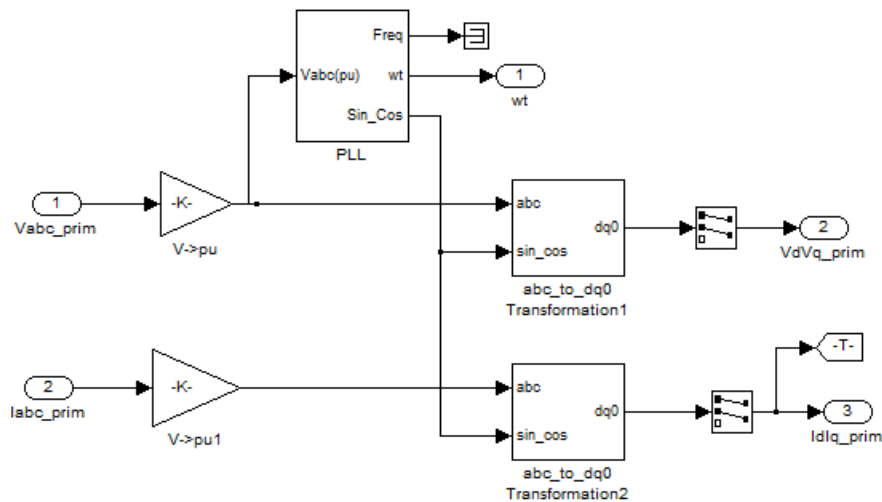 Freq
Vabc(pu)
wt
Sin_Cos
PLL
1
wt
1
Vabc_prim
-K-
V->pu
abc
sin_cos
dq0
abc_to_dq0
Transformation1
2
VdVq_prim
2
Iabc_prim
-K-
V->pu1
abc
sin_cos
dq0
abc_to_dq0
Transformation2
-T-
3
IdIq_prim